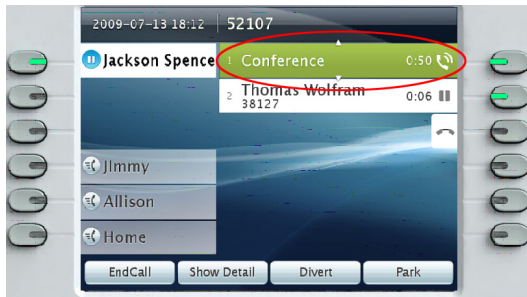 2009-07-13 18:12 52107
Jackson Spence
1 Conference 0:50
2 Thomas Wolfram 0:06
38127
JImmy
Allison
Home
EndCall Show Detail Divert Park